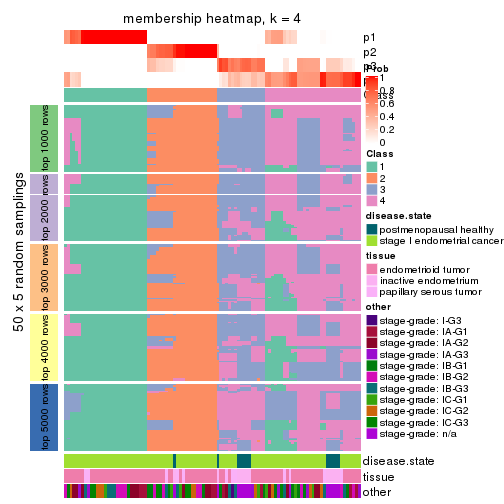 membership heatmap, k = 4
p1
p2
p3
Prob
1
0.8
0.6
0.4
0.2
0
Class
1
2
3
4
disease.state
postmenopausal healthy
stage I endometrial cancer
tissue
endometrioid tumor
inactive endometrium
papillary serous tumor
other
stage-grade: I-G3
stage-grade: IA-G1
stage-grade: IA-G2
stage-grade: IA-G3
stage-grade: IB-G1
stage-grade: IB-G2
stage-grade: IB-G3
stage-grade: IC-G1
stage-grade: IC-G2
stage-grade: IC-G3
stage-grade: n/a
50 x 5 random samplings
top 1000 rows
top 2000 rows
top 3000 rows
top 4000 rows
top 5000 rows
disease.state
tissue
other